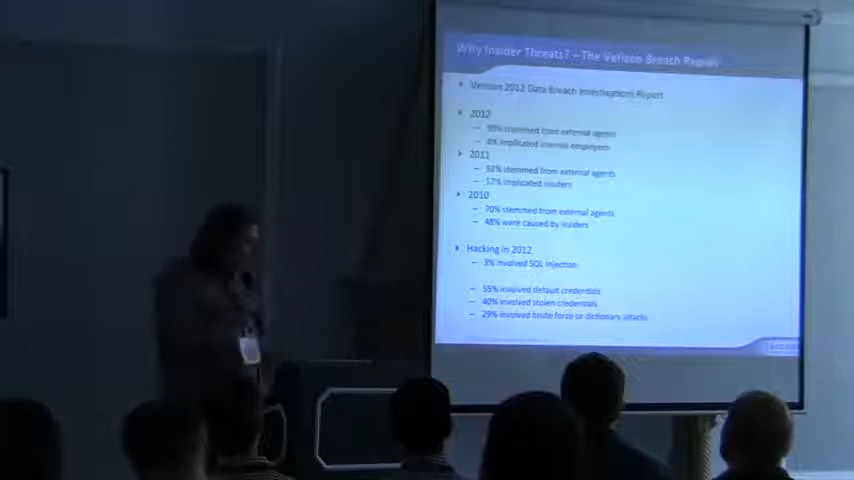 Why Insider Threats? – The Verizon Breach Report
Verizon 2012 Data Breach Investigations Report
2012
98% stemmed from external agents
4% implicated internal employees
2011
92% stemmed from external agents
17% implicated insiders
2010
70% stemmed from external agents
48% were caused by insiders
Hacking in 2012
3% involved SQL Injection
55% involved default credentials
40% involved stolen credentials
29% involved brute force or dictionary attacks